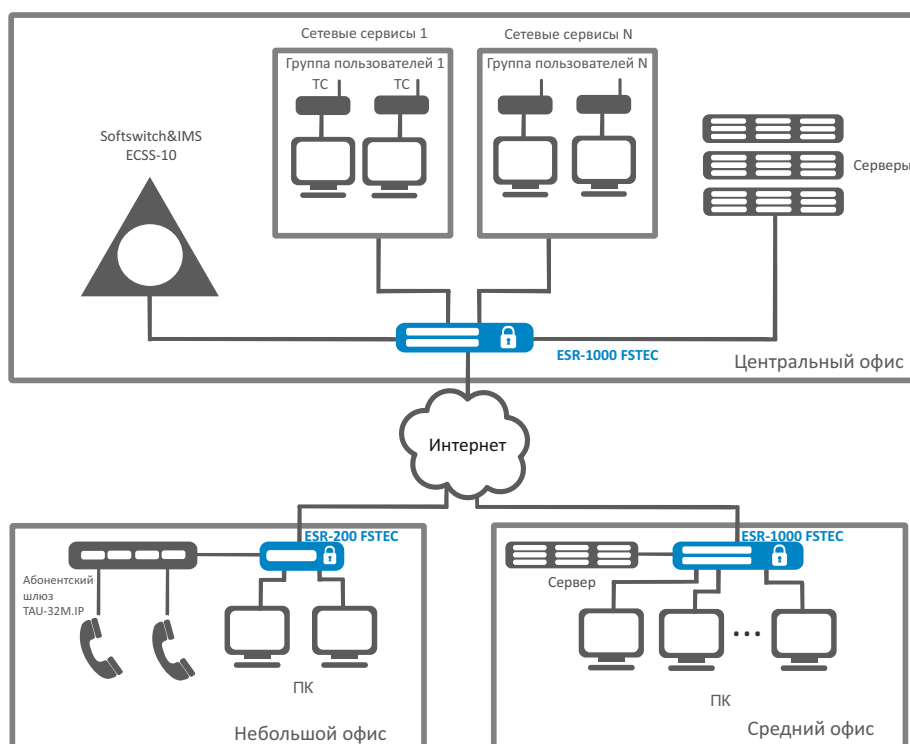 Сетевые сервисы 1
Сетевые сервисы N
Группа пользователей 1
Группа пользователей N
ТС
ТС
Softswitch&IMS
ECSS-10
Серверы
ESR-1000 FSTEC
Центральный офис
Интернет
ESR-200 FSTEC
ESR-1000 FSTEC
Абонентский
шлюз
TAU-32M.IP
Сервер
ПК
ПК
Небольшой офис
Средний офис